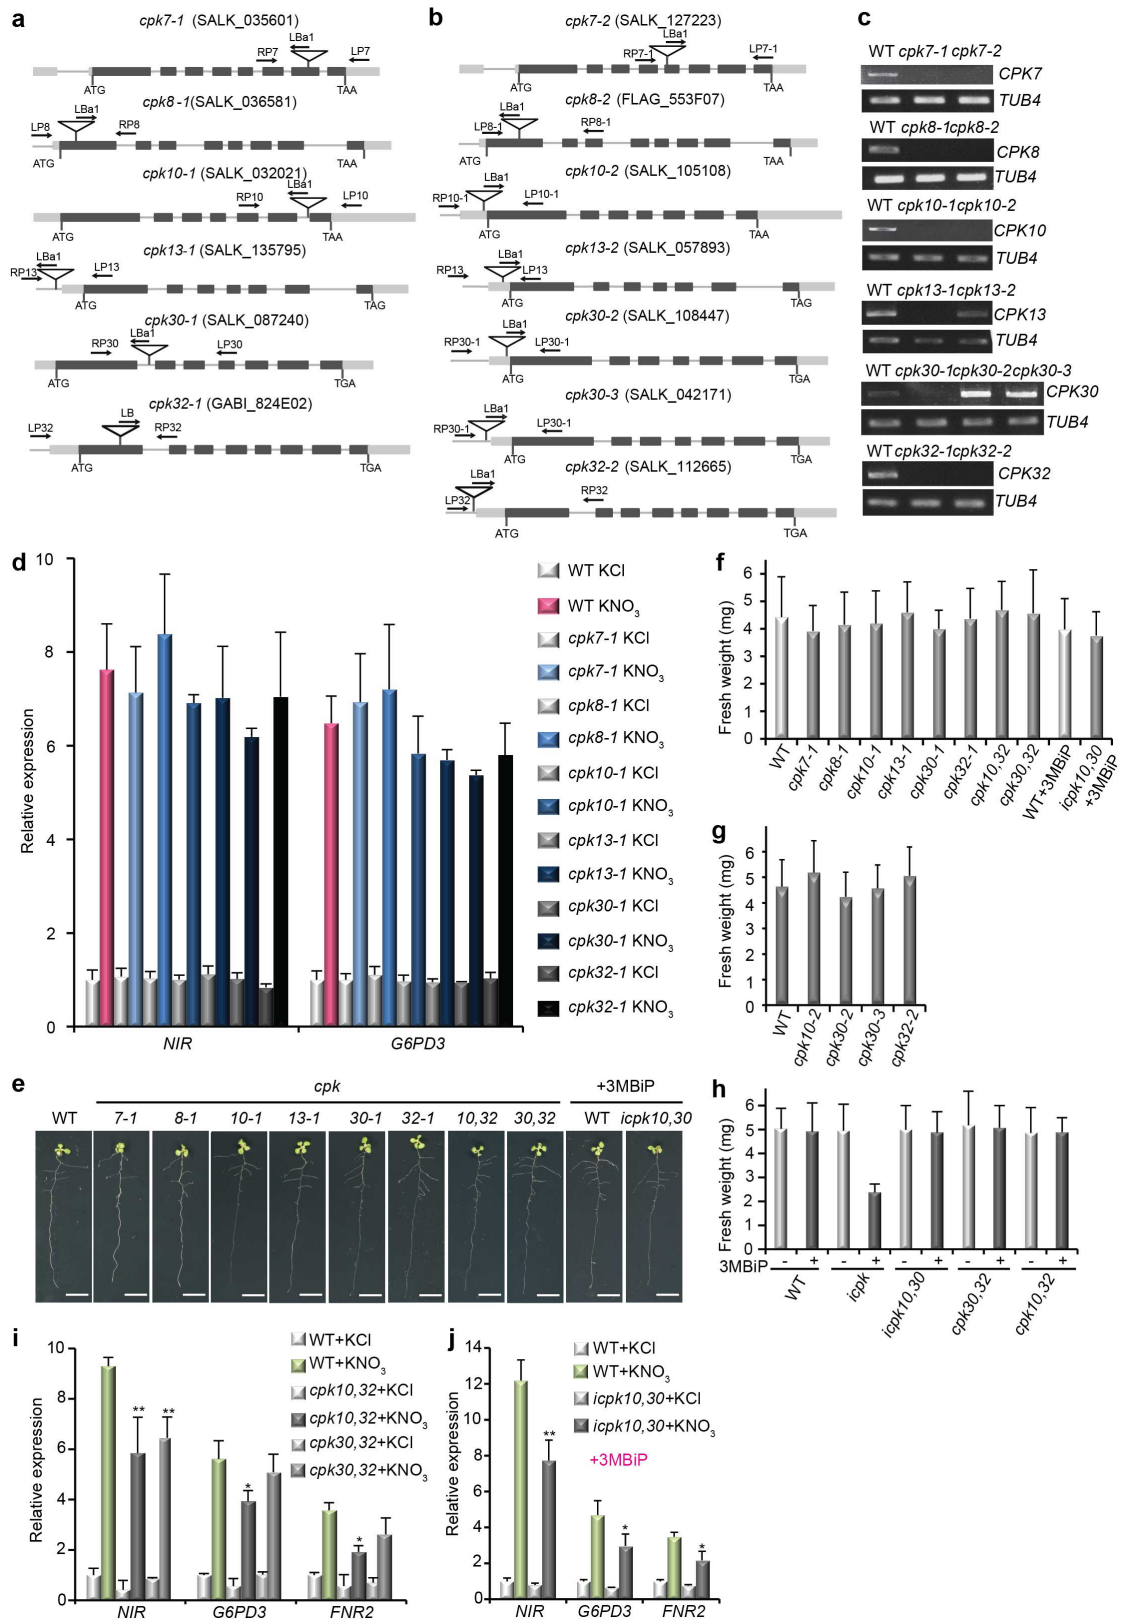 a
cpk7-1 (SALK_035601)
LBa1
RP7
LP7
ATG
TAA
cpk8-1(SALK_036581)
LBa1
LP8
RP8
ATG
TAA
cpk10-1 (SALK_032021)
LBa1
RP10
LP10
ATG
TAA
cpk13-1 (SALK_135795)
LBa1
RP13
LP13
ATG
TAG
cpk30-1 (SALK_087240)
LBa1
RP30
LP30
ATG
TGA
cpk32-1 (GABI_824E02)
LB
LP32
RP32
ATG
TGA
b
cpk7-2 (SALK_127223)
LBa1
RP7-1
LP7-1
ATG
TAA
cpk8-2 (FLAG_553F07)
LBa1
LP8-1
RP8-1
ATG
TAA
cpk10-2 (SALK_105108)
LBa1
RP10-1
LP10-1
ATG
TAA
cpk13-2 (SALK_057893)
LBa1
RP13
LP13
ATG
TAG
cpk30-2 (SALK_108447)
LBa1
RP30-1
LP30-1
ATG
TGA
cpk30-3 (SALK_042171)
LBa1
RP30-1
LP30-1
ATG
TGA
cpk32-2 (SALK_112665)
LBa1
LP32
RP32
ATG
TGA
c
WT cpk7-1 cpk7-2
CPK7
TUB4
WT cpk8-1cpk8-2
CPK8
TUB4
WT cpk10-1cpk10-2
CPK10
TUB4
WT cpk13-1cpk13-2
CPK13
TUB4
WT cpk30-1cpk30-2cpk30-3
CPK30
TUB4
WT cpk32-1cpk32-2
CPK32
TUB4
d
10
8
6
4
2
0
Relative expression
NIR
G6PD3
WT KCl
WT KNO3
cpk7-1 KCl
cpk7-1 KNO3
cpk8-1 KCl
cpk8-1 KNO3
cpk10-1 KCl
cpk10-1 KNO3
cpk13-1 KCl
cpk13-1 KNO3
cpk30-1 KCl
cpk30-1 KNO3
cpk32-1 KCl
cpk32-1 KNO3
f
6
5
4
3
2
1
0
Fresh weight (mg)
WT
cpk7-1
cpk8-1
cpk10-1
cpk13-1
cpk30-1
cpk32-1
cpk10,32
cpk30,32
WT+3MBiP
icpk10,30
+3MBiP
g
6
5
4
3
2
1
0
Fresh weight (mg)
WT
cpk10-2
cpk30-2
cpk30-3
cpk32-2
e
cpk
+3MBiP
WT 7-1 8-1 10-1 13-1 30-1 32-1 10,32 30,32 WT icpk10,30
h
6
5
4
3
2
1
0
Fresh weight (mg)
3MBiP - + - + - + - + - +
WT
icpk
icpk10,30
cpk30,32
cpk10,32
i
10
8
6
4
2
0
Relative expression
** **
*
*
NIR
G6PD3
FNR2
WT+KCl
WT+KNO3
cpk10,32+KCl
cpk10,32+KNO3
cpk30,32+KCl
cpk30,32+KNO3
j
14
12
10
8
6
4
2
0
Relative expression
**
*
*
NIR
G6PD3
FNR2
WT+KCl
WT+KNO3
icpk10,30+KCl
icpk10,30+KNO3
+3MBiP